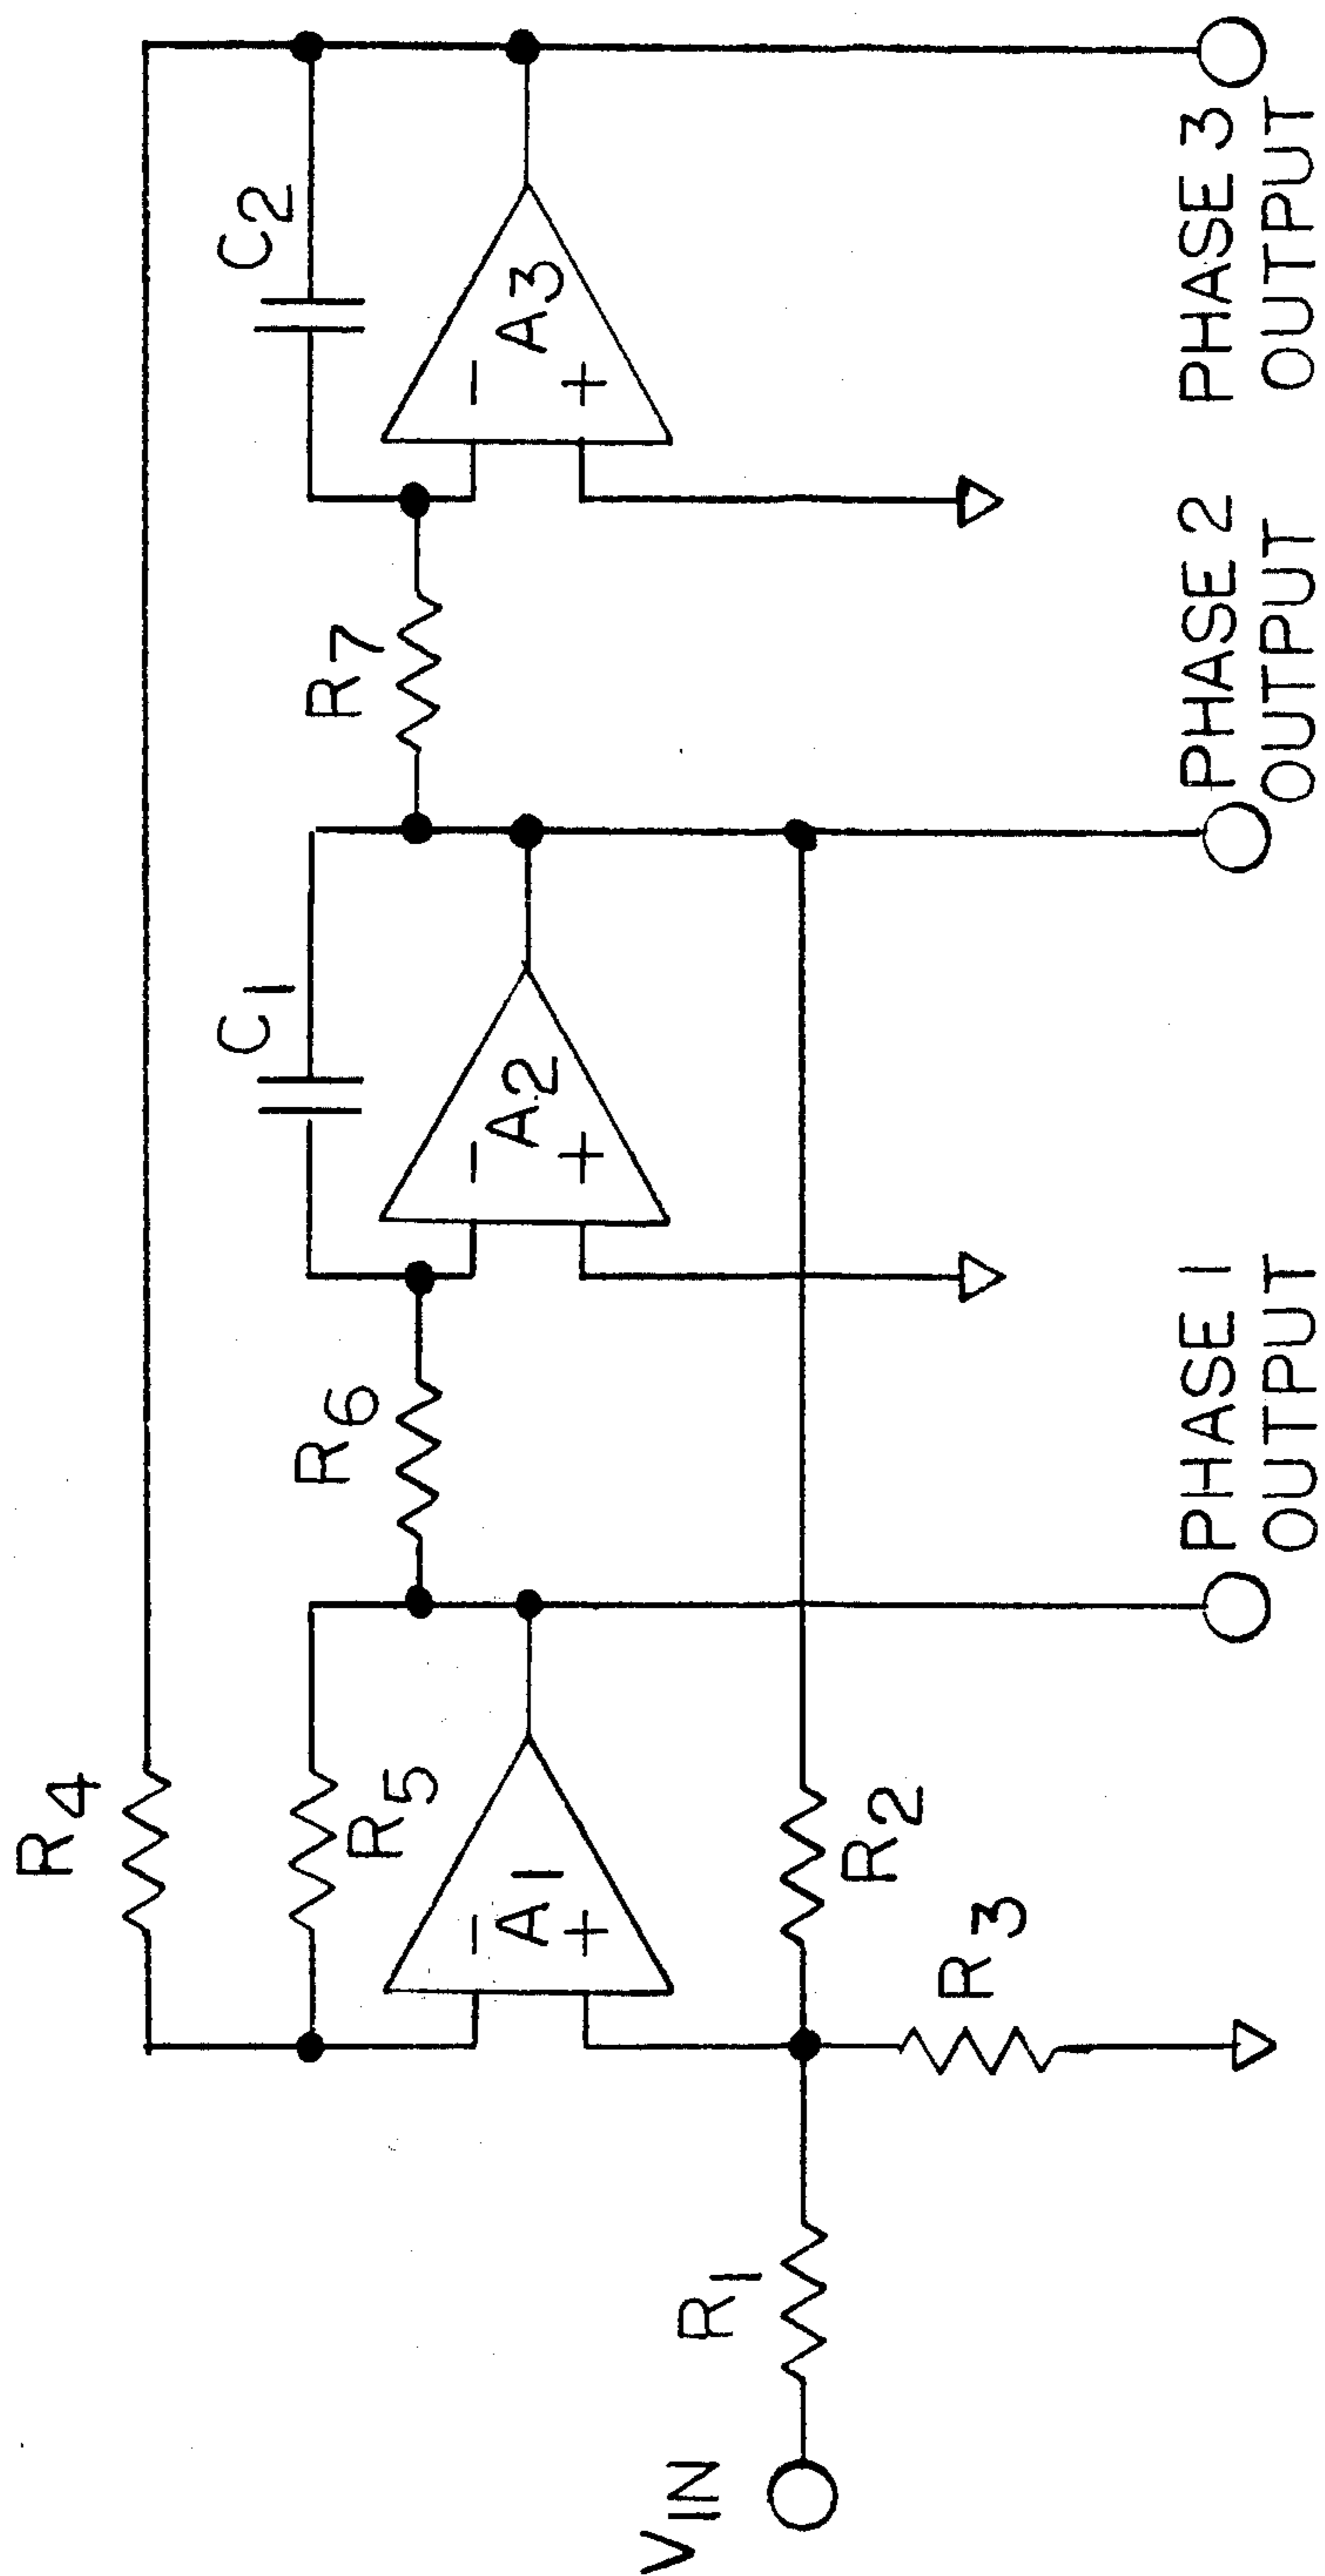 R4
C1
C2
R5
R6
R7
− A1 +
− A2 +
− A3 +
VIN
R1
R2
R3
PHASE 1
OUTPUT
PHASE 2
OUTPUT
PHASE 3
OUTPUT